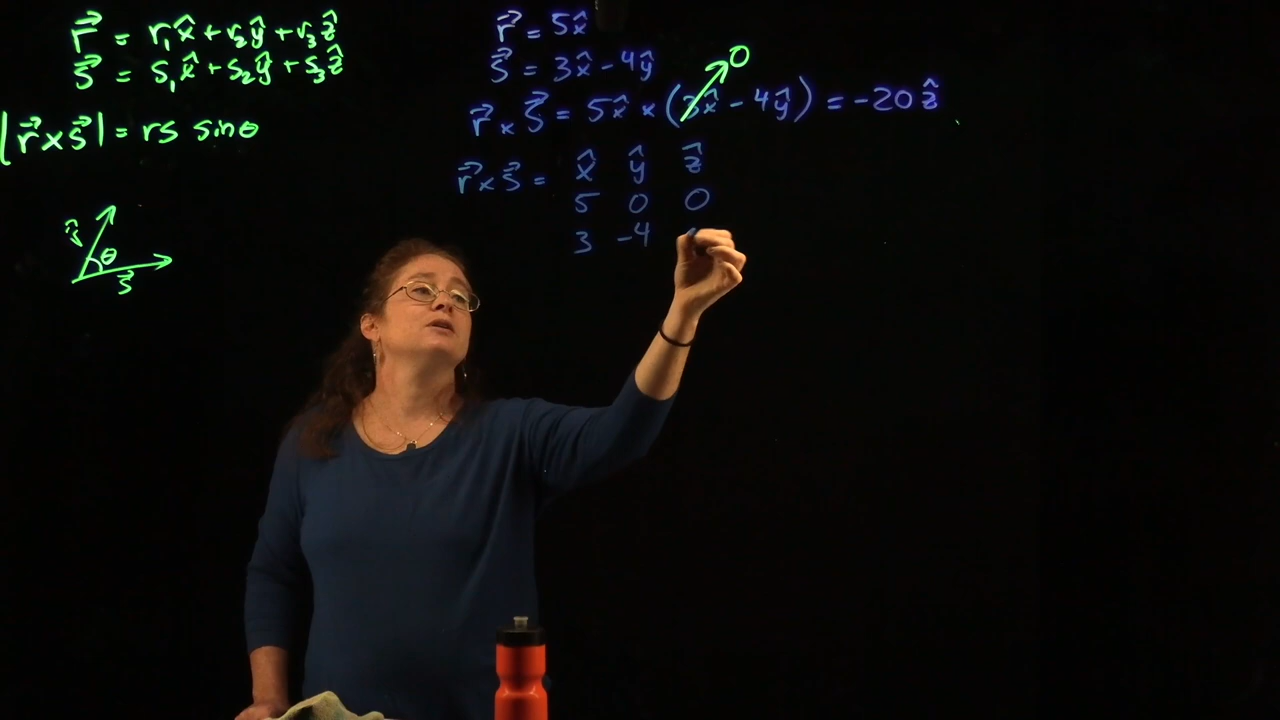 r⃗ = r₁x̂ + r₂ŷ + r₃ẑ
s⃗ = s₁x̂ + s₂ŷ + s₃ẑ
|r⃗ × s⃗| = rs sinθ
r⃗
θ
s⃗
r⃗ = 5x̂
s⃗ = 3x̂ - 4ŷ
0
r⃗ × s⃗ = 5x̂ × (3x̂ - 4ŷ) = -20 ẑ
r⃗ × s⃗ = x̂ ŷ ẑ
5 0 0
3 -4